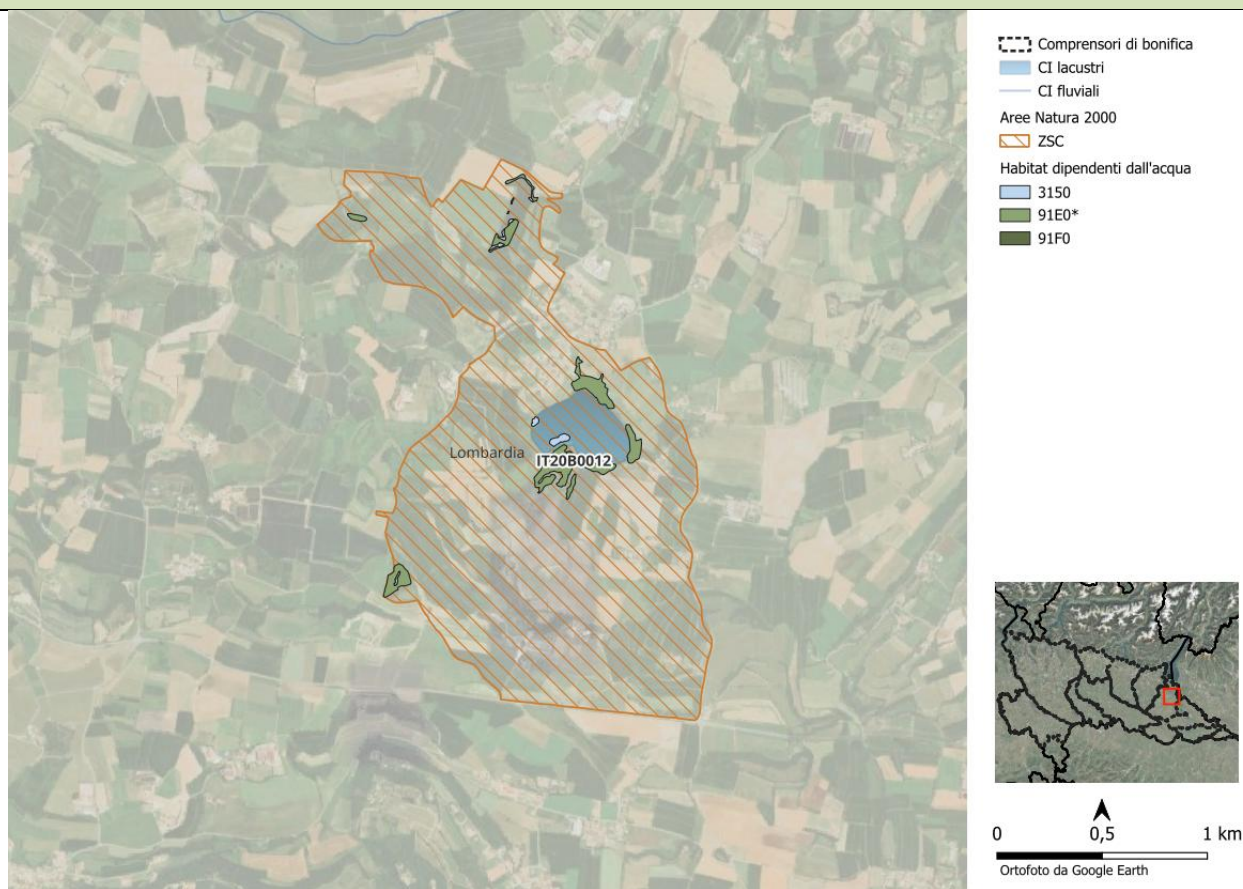 Comprensori di bonifica
CI lacustri
CI fluviali
Aree Natura 2000
ZSC
Habitat dipendenti dall'acqua
3150
91E0*
91F0
Lombardia
IT20B0012
0 0,5 1 km
Ortofoto da Google Earth